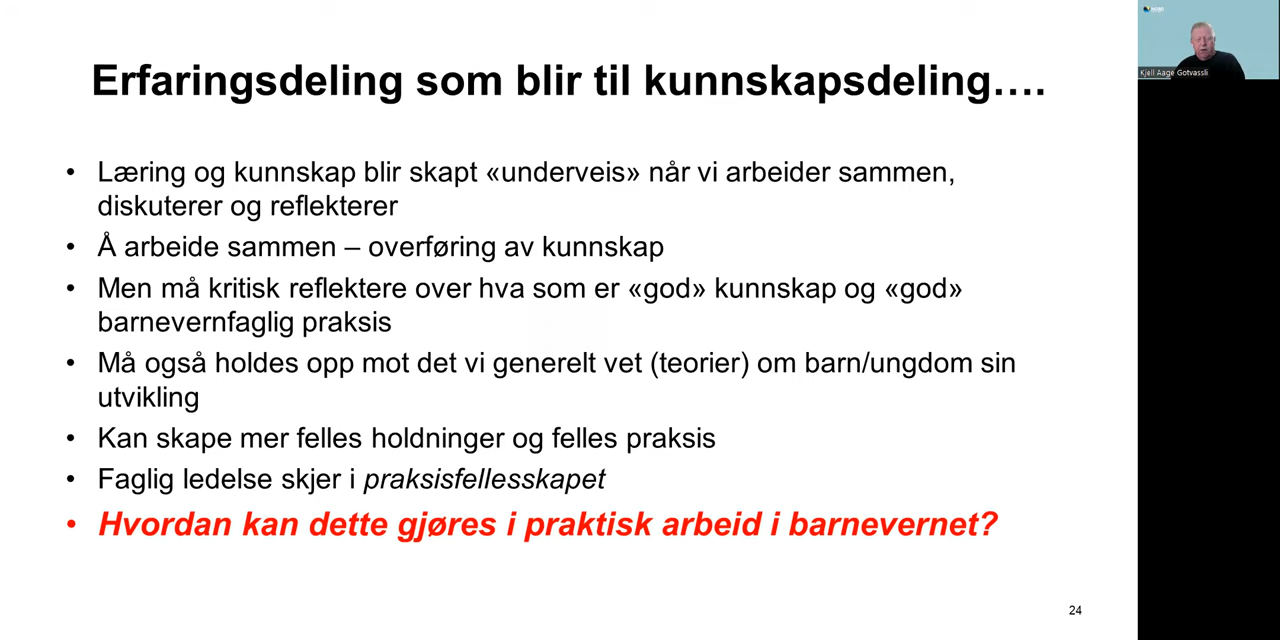 Erfaringsdeling som blir til kunnskapsdeling….
• Læring og kunnskap blir skapt «underveis» når vi arbeider sammen,
diskuterer og reflekterer
• Å arbeide sammen – overføring av kunnskap
• Men må kritisk reflektere over hva som er «god» kunnskap og «god»
barnevernfaglig praksis
• Må også holdes opp mot det vi generelt vet (teorier) om barn/ungdom sin
utvikling
• Kan skape mer felles holdninger og felles praksis
• Faglig ledelse skjer i praksisfellesskapet
• Hvordan kan dette gjøres i praktisk arbeid i barnevernet?
24
Kjell Aage Gotvassli